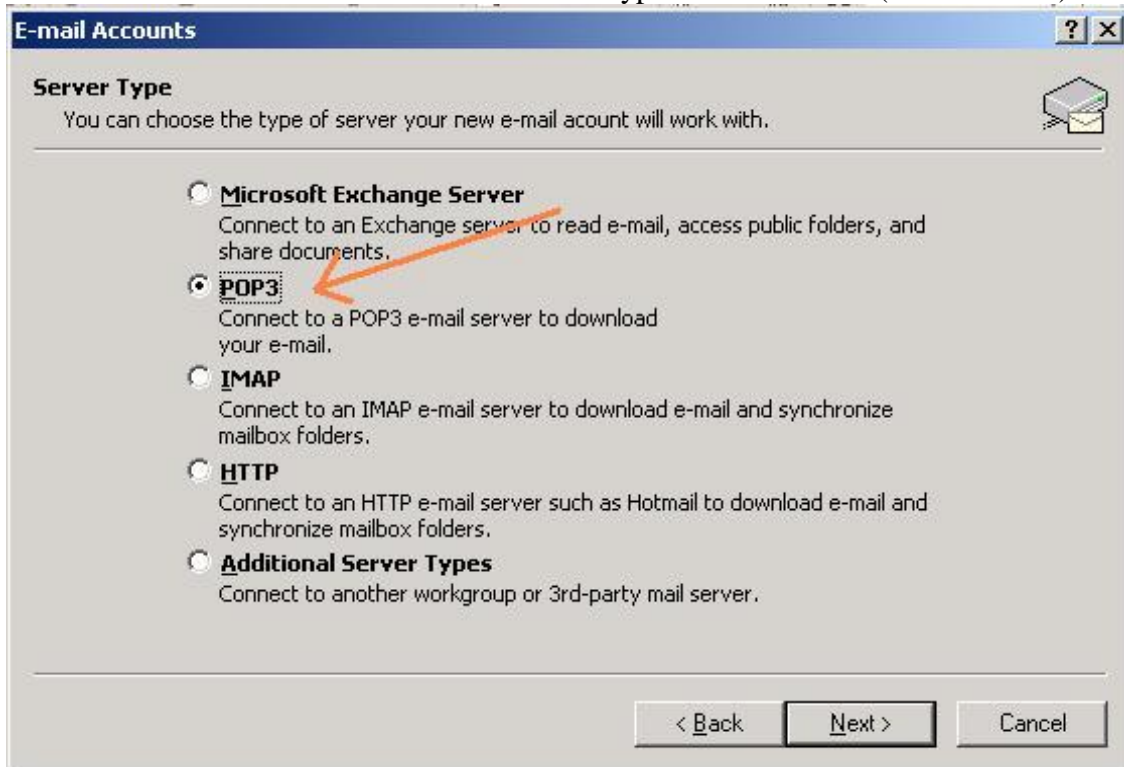 E-mail Accounts
Server Type
You can choose the type of server your new e-mail acount will work with.
Microsoft Exchange Server
Connect to an Exchange server to read e-mail, access public folders, and
share documents.
POP3
Connect to a POP3 e-mail server to download
your e-mail.
IMAP
Connect to an IMAP e-mail server to download e-mail and synchronize
mailbox folders.
HTTP
Connect to an HTTP e-mail server such as Hotmail to download e-mail and
synchronize mailbox folders.
Additional Server Types
Connect to another workgroup or 3rd-party mail server.
< Back Next > Cancel